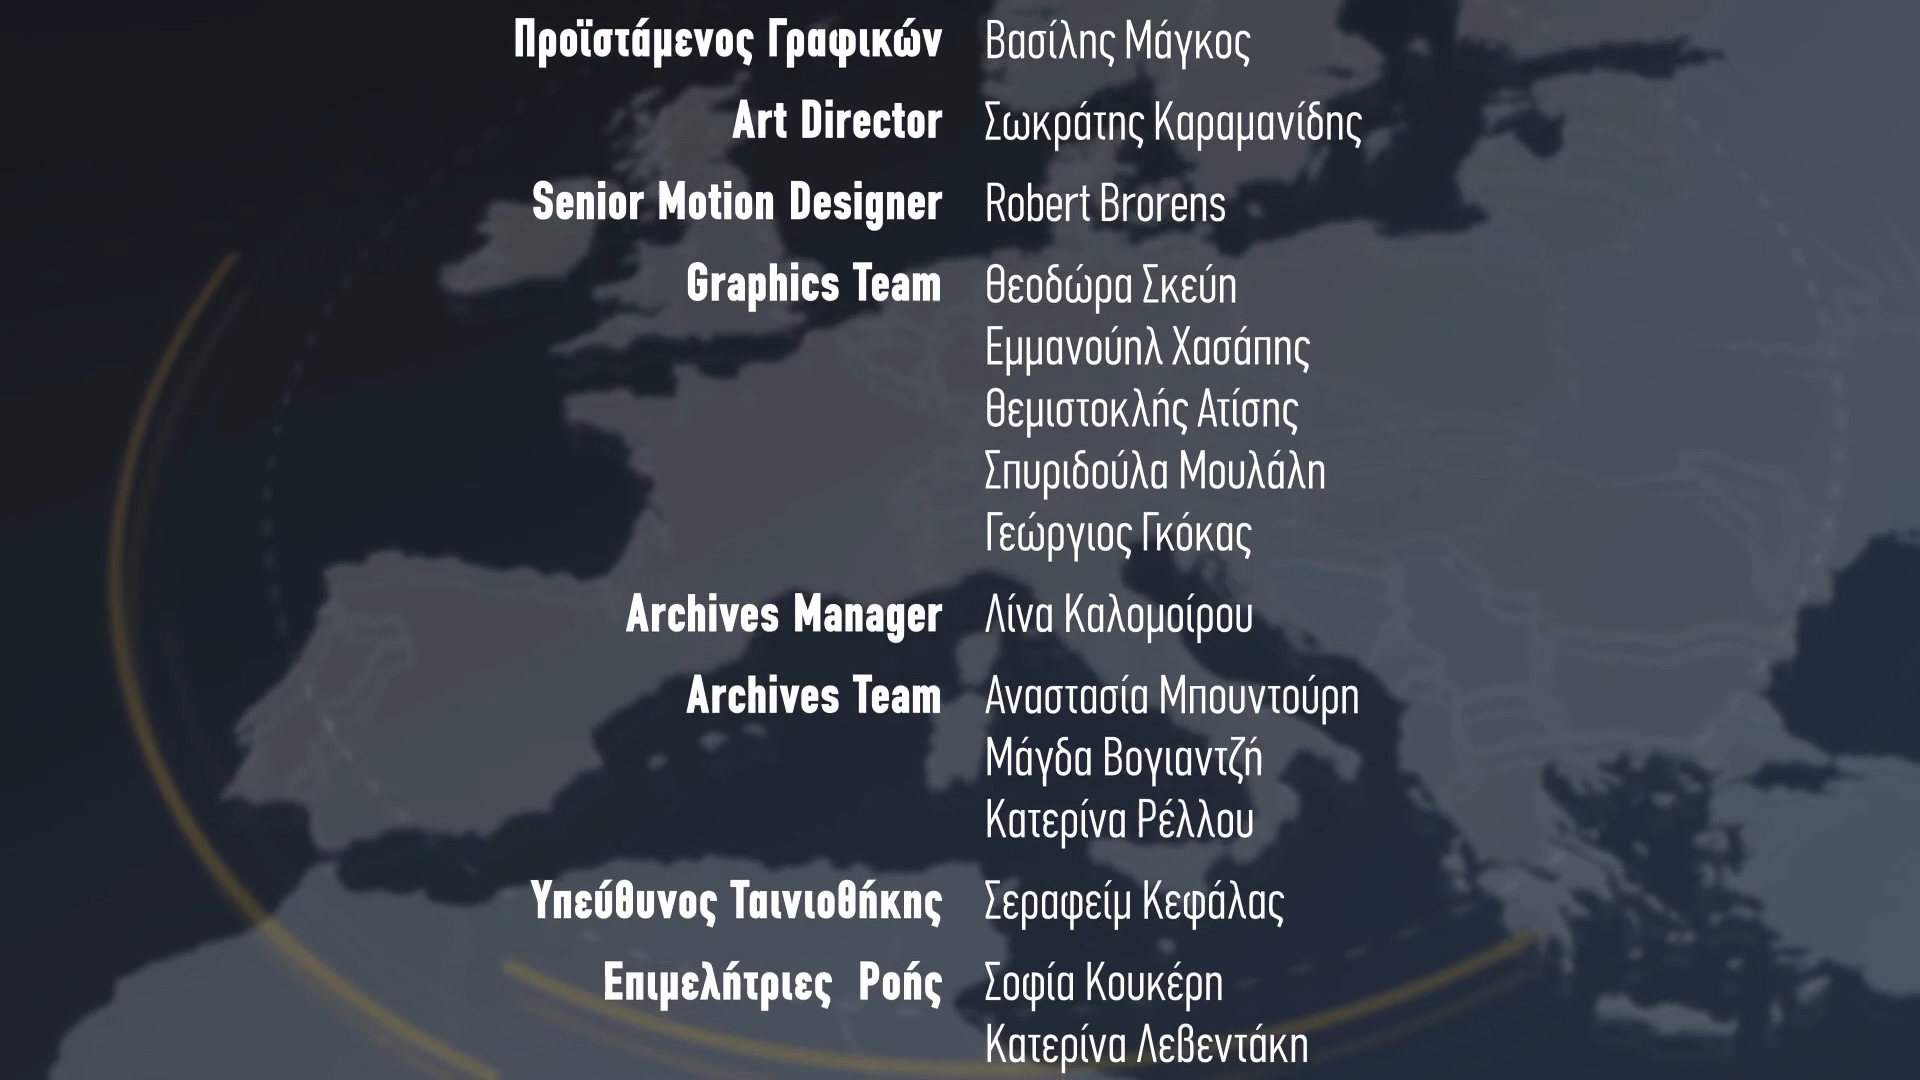 Προϊστάμενος Γραφικών Βασίλης Μάγκος
Art Director Σωκράτης Καραμανίδης
Senior Motion Designer Robert Brorens
Graphics Team Θεοδώρα Σκεύη
Εμμανούηλ Χασάπης
Θεμιστοκλής Ατίσης
Σπυριδούλα Μουλάλη
Γεώργιος Γκόκας
Archives Manager Λίνα Καλομοίρου
Archives Team Αναστασία Μπουντούρη
Μάγδα Βογιαντζή
Κατερίνα Ρέλλου
Υπεύθυνος Ταινιοθήκης Σεραφείμ Κεφάλας
Επιμελήτριες Ροής Σοφία Κουκέρη
Κατερίνα Λεβεντάκη